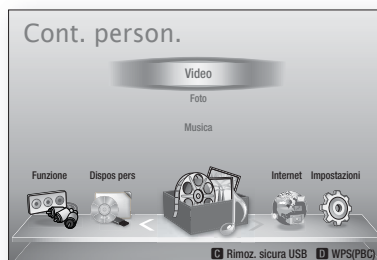 Cont. person.
Video
Foto
Musica
Funzione Dispos pers Internet Impostazioni
C Rimoz. sicura USB D WPS(PBC)